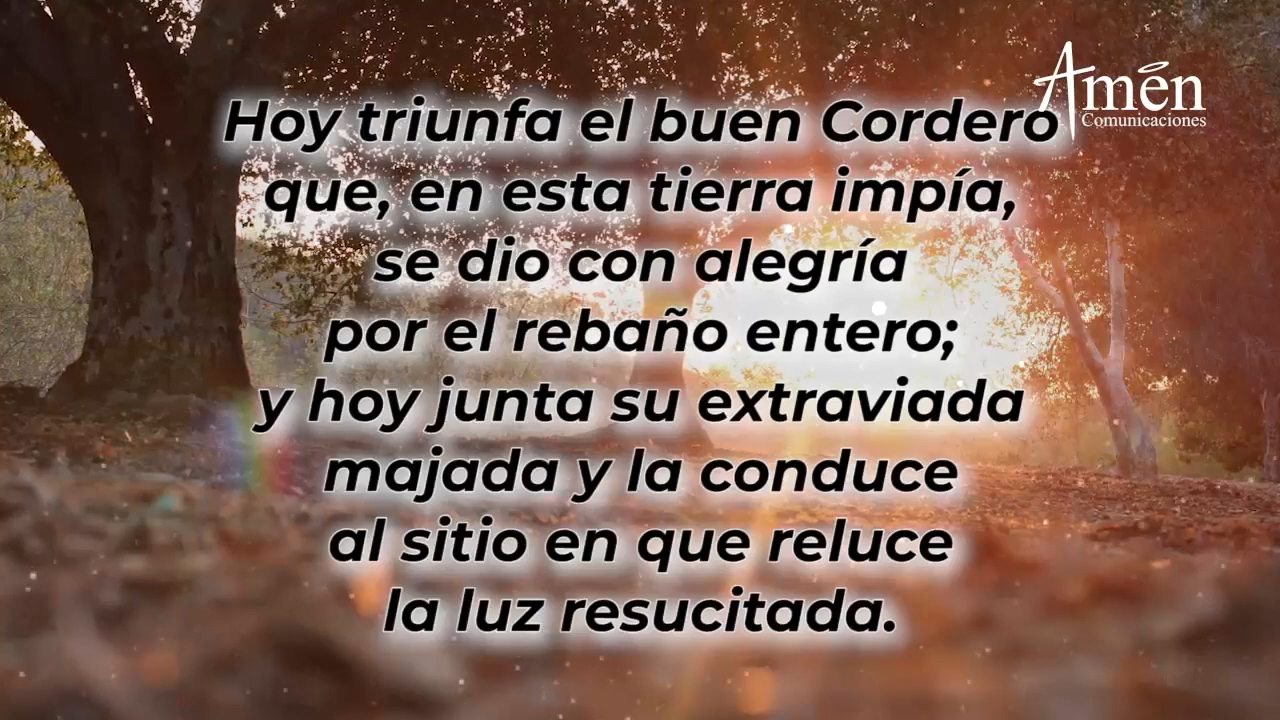 Amén
Comunicaciones
Hoy triunfa el buen Cordero
que, en esta tierra impía,
se dio con alegría
por el rebaño entero;
y hoy junta su extraviada
majada y la conduce
al sitio en que reluce
la luz resucitada.